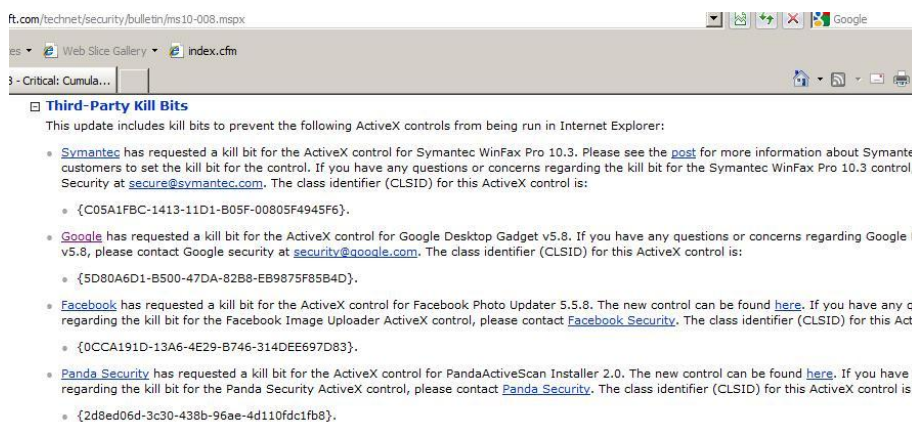 ft.com/technet/security/bulletin/ms10-008.mspx
Google
es Web Slice Gallery index.cfm
3 - Critical: Cumula...
Third-Party Kill Bits
This update includes kill bits to prevent the following ActiveX controls from being run in Internet Explorer:
Symantec has requested a kill bit for the ActiveX control for Symantec WinFax Pro 10.3. Please see the post for more information about Symante
customers to set the kill bit for the control. If you have any questions or concerns regarding the kill bit for the Symantec WinFax Pro 10.3 control,
Security at secure@symantec.com. The class identifier (CLSID) for this ActiveX control is:
{C05A1FBC-1413-11D1-B05F-00805F4945F6}.
Google has requested a kill bit for the ActiveX control for Google Desktop Gadget v5.8. If you have any questions or concerns regarding Google
v5.8, please contact Google security at security@google.com. The class identifier (CLSID) for this ActiveX control is:
{5D80A6D1-B500-47DA-82B8-EB9875F85B4D}.
Facebook has requested a kill bit for the ActiveX control for Facebook Photo Updater 5.5.8. The new control can be found here. If you have any
regarding the kill bit for the Facebook Image Uploader ActiveX control, please contact Facebook Security. The class identifier (CLSID) for this Act
{0CCA191D-13A6-4E29-B746-314DEE697D83}.
Panda Security has requested a kill bit for the ActiveX control for PandaActiveScan Installer 2.0. The new control can be found here. If you have
regarding the kill bit for the Panda Security ActiveX control, please contact Panda Security. The class identifier (CLSID) for this ActiveX control is
{2d8ed06d-3c30-438b-96ae-4d110fdc1fb8}.